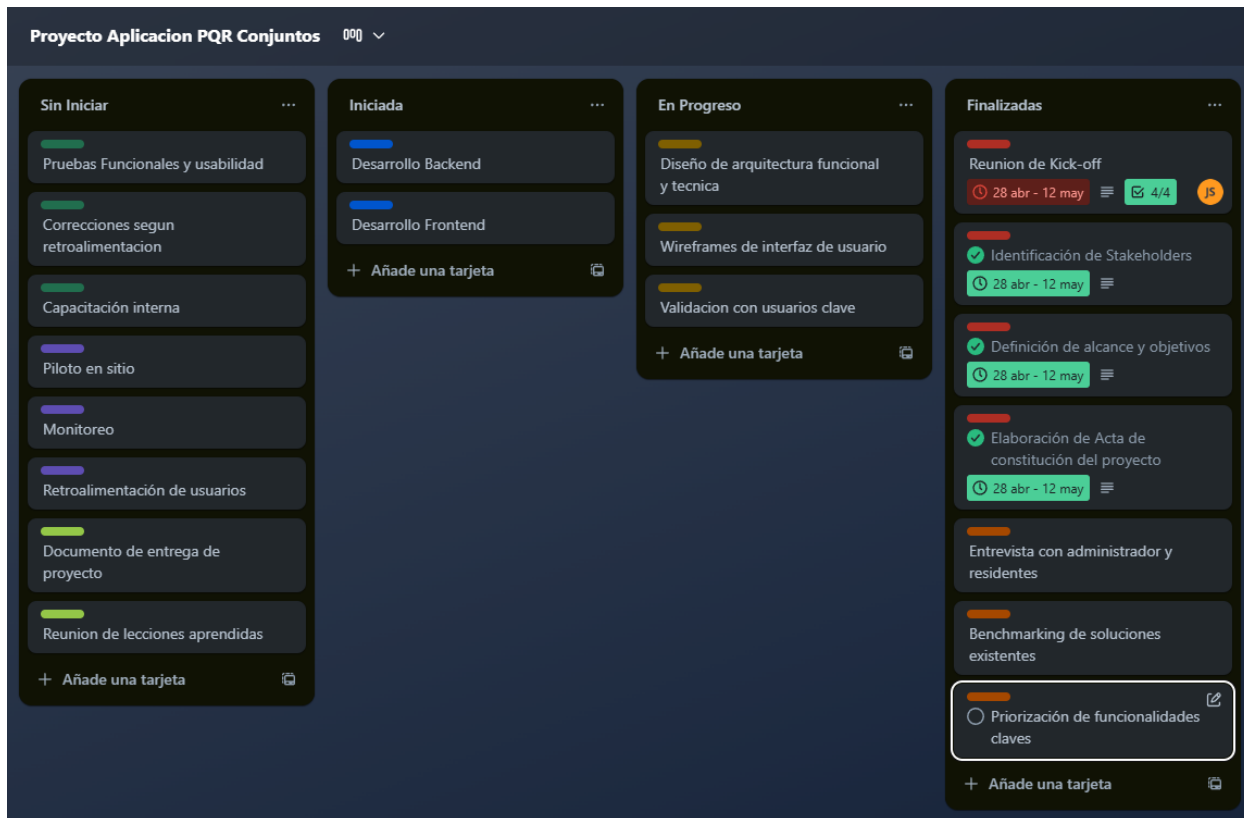 Proyecto Aplicacion PQR Conjuntos
Sin Iniciar
Pruebas Funcionales y usabilidad
Correcciones segun
retroalimentacion
Capacitación interna
Piloto en sitio
Monitoreo
Retroalimentación de usuarios
Documento de entrega de
proyecto
Reunion de lecciones aprendidas
Añade una tarjeta
Iniciada
Desarrollo Backend
Desarrollo Frontend
Añade una tarjeta
En Progreso
Diseño de arquitectura funcional
y tecnica
Wireframes de interfaz de usuario
Validacion con usuarios clave
Añade una tarjeta
Finalizadas
Reunion de Kick-off
28 abr - 12 may 4/4 JS
Identificación de Stakeholders
28 abr - 12 may
Definición de alcance y objetivos
28 abr - 12 may
Elaboración de Acta de
constitución del proyecto
28 abr - 12 may
Entrevista con administrador y
residentes
Benchmarking de soluciones
existentes
Priorización de funcionalidades
claves
Añade una tarjeta